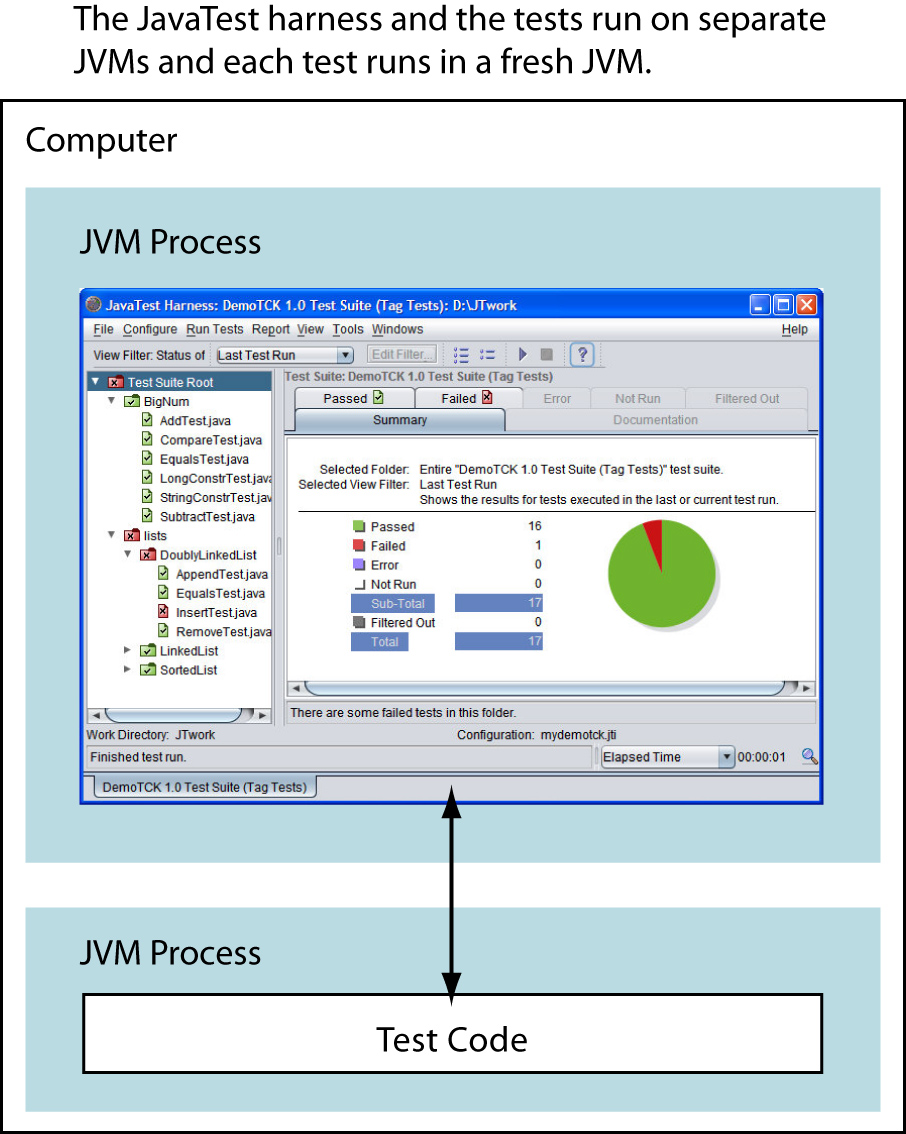 The JavaTest harness and the tests run on separate
JVMs and each test runs in a fresh JVM.
Computer
JVM Process
JavaTest Harness: DemoTCK 1.0 Test Suite (Tag Tests): D:\JTwork
File Configure Run Tests Report View Tools Windows Help
View Filter: Status of Last Test Run Edit Filter... ?
Test Suite Root
BigNum
AddTest.java
CompareTest.java
EqualsTest.java
LongConstrTest.java
StringConstrTest.jav
SubtractTest.java
lists
DoublyLinkedList
AppendTest.java
EqualsTest.java
InsertTest.java
RemoveTest.java
LinkedList
SortedList
Test Suite: DemoTCK 1.0 Test Suite (Tag Tests)
Passed Failed Error Not Run Filtered Out
Summary Documentation
Selected Folder: Entire "DemoTCK 1.0 Test Suite (Tag Tests)" test suite.
Selected View Filter: Last Test Run
Shows the results for tests executed in the last or current test run.
Passed 16
Failed 1
Error 0
Not Run 0
Sub-Total 17
Filtered Out 0
Total 17
There are some failed tests in this folder.
Work Directory: JTwork Configuration: mydemotck.jti
Finished test run. Elapsed Time 00:00:01
DemoTCK 1.0 Test Suite (Tag Tests)
JVM Process
Test Code